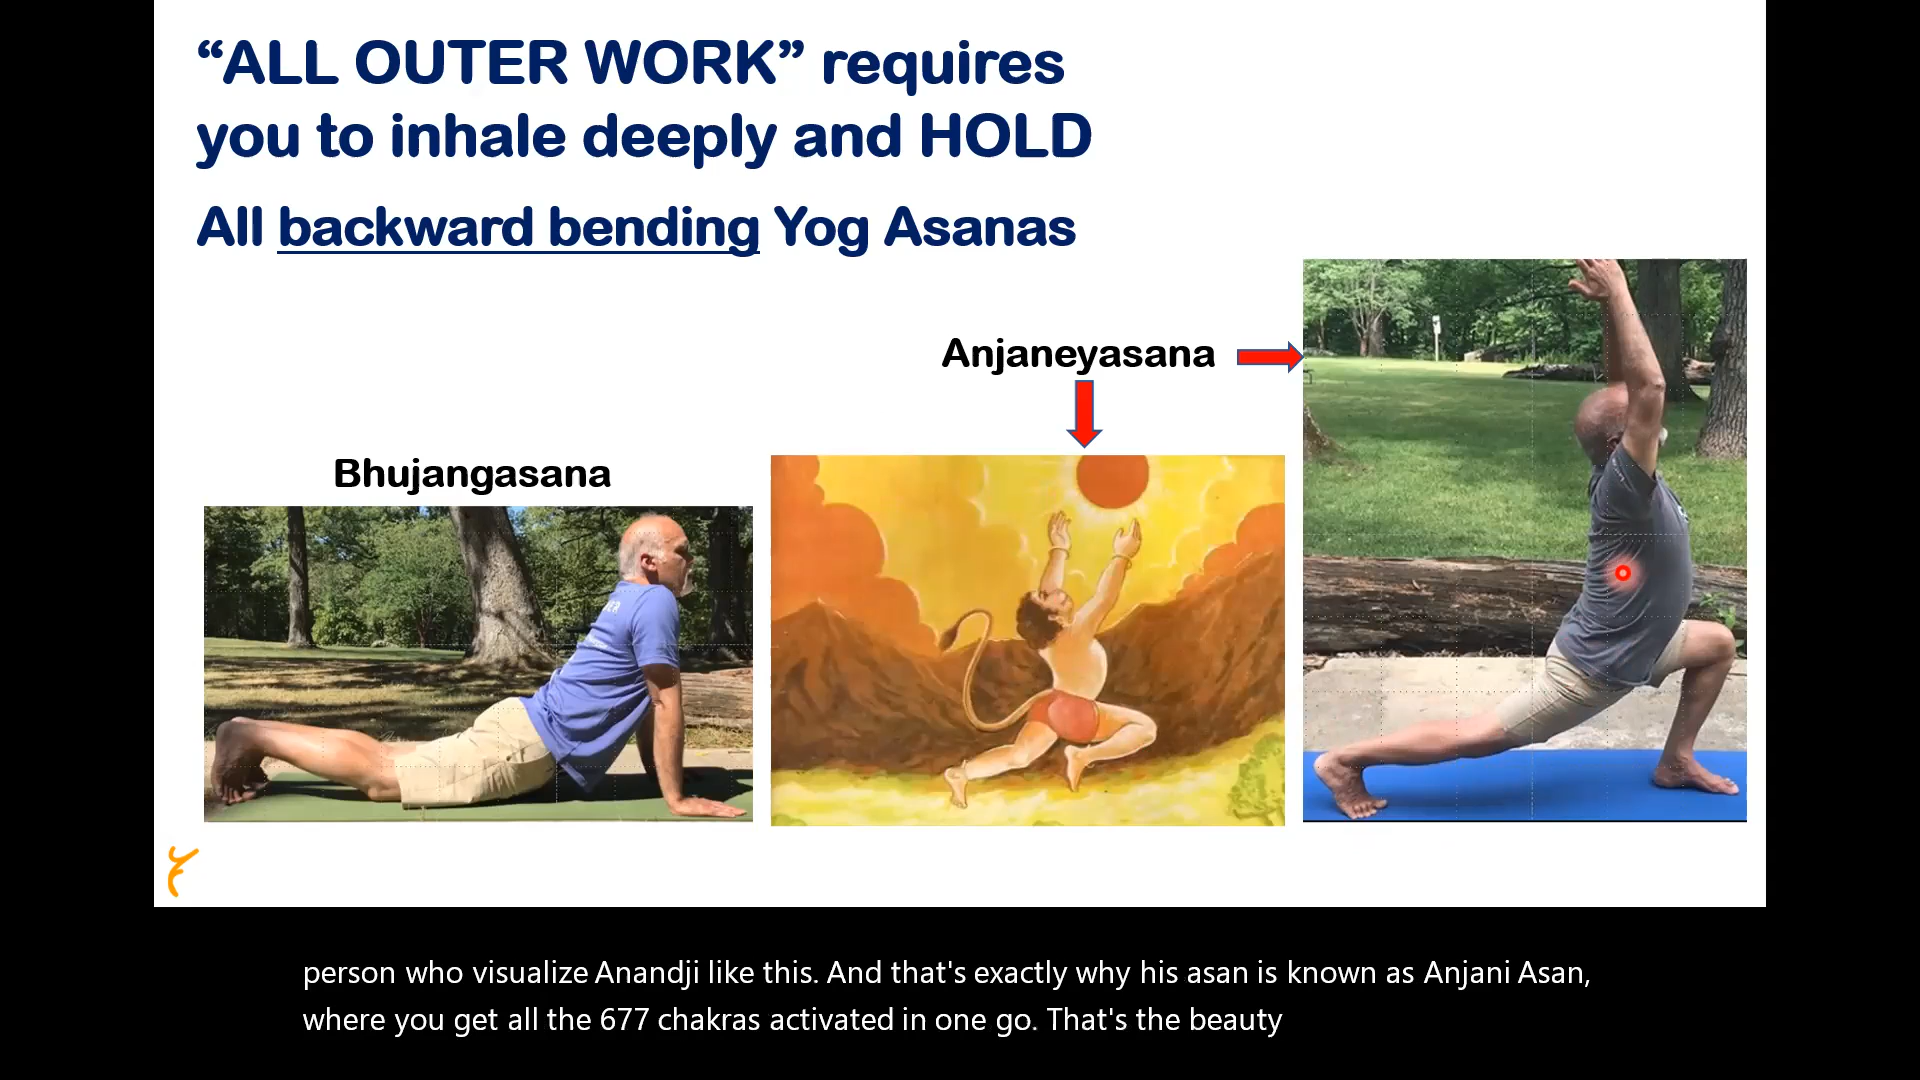 “ALL OUTER WORK” requires
you to inhale deeply and HOLD
All backward bending Yog Asanas
Anjaneyasana
Bhujangasana
person who visualize Anandji like this. And that's exactly why his asan is known as Anjani Asan,
where you get all the 677 chakras activated in one go. That's the beauty